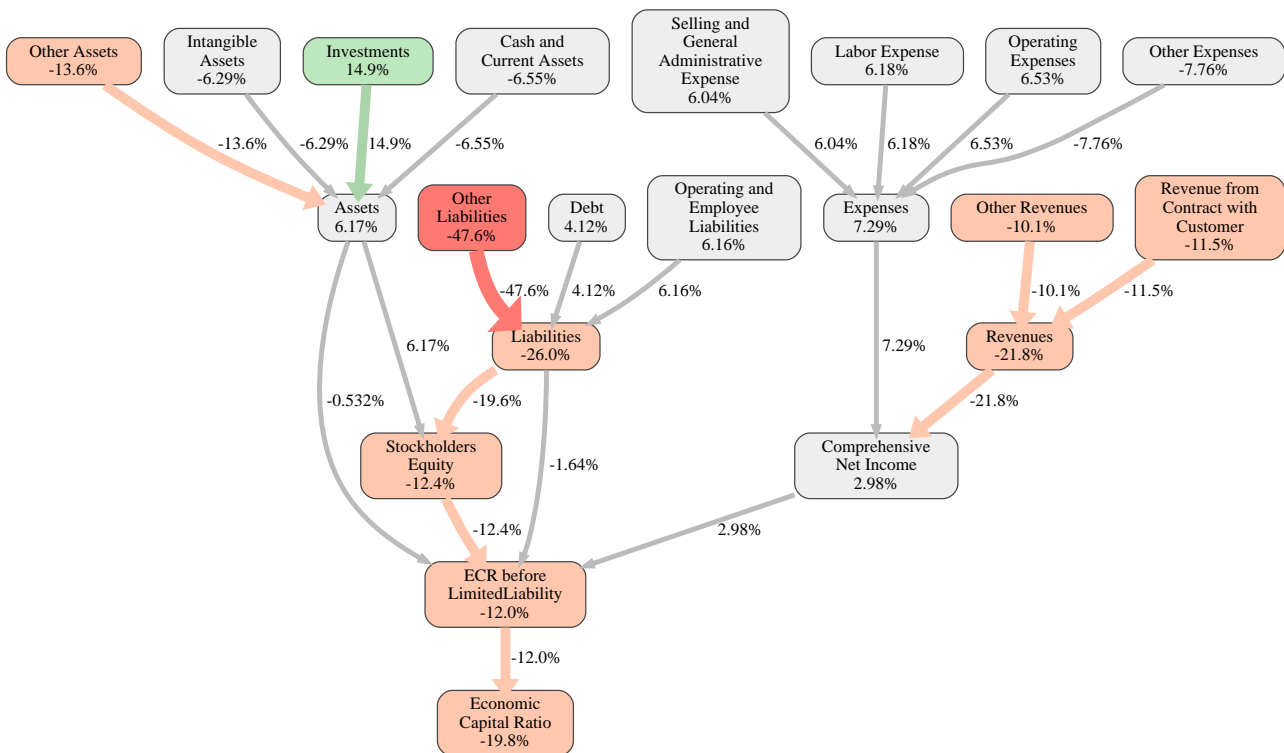 Other Assets
-13.6%
Intangible
Assets
-6.29%
Investments
14.9%
Cash and
Current Assets
-6.55%
Selling and
General
Administrative
Expense
6.04%
Labor Expense
6.18%
Operating
Expenses
6.53%
Other Expenses
-7.76%
-13.6%
-6.29%
14.9%
-6.55%
6.04%
6.18%
6.53%
-7.76%
Assets
6.17%
Other
Liabilities
-47.6%
Debt
4.12%
Operating and
Employee
Liabilities
6.16%
Expenses
7.29%
Other Revenues
-10.1%
Revenue from
Contract with
Customer
-11.5%
-47.6%
4.12%
6.16%
-10.1%
-11.5%
6.17%
Liabilities
-26.0%
7.29%
Revenues
-21.8%
-0.532%
-19.6%
-21.8%
Stockholders
Equity
-12.4%
-1.64%
Comprehensive
Net Income
2.98%
-12.4%
2.98%
ECR before
LimitedLiability
-12.0%
-12.0%
Economic
Capital Ratio
-19.8%